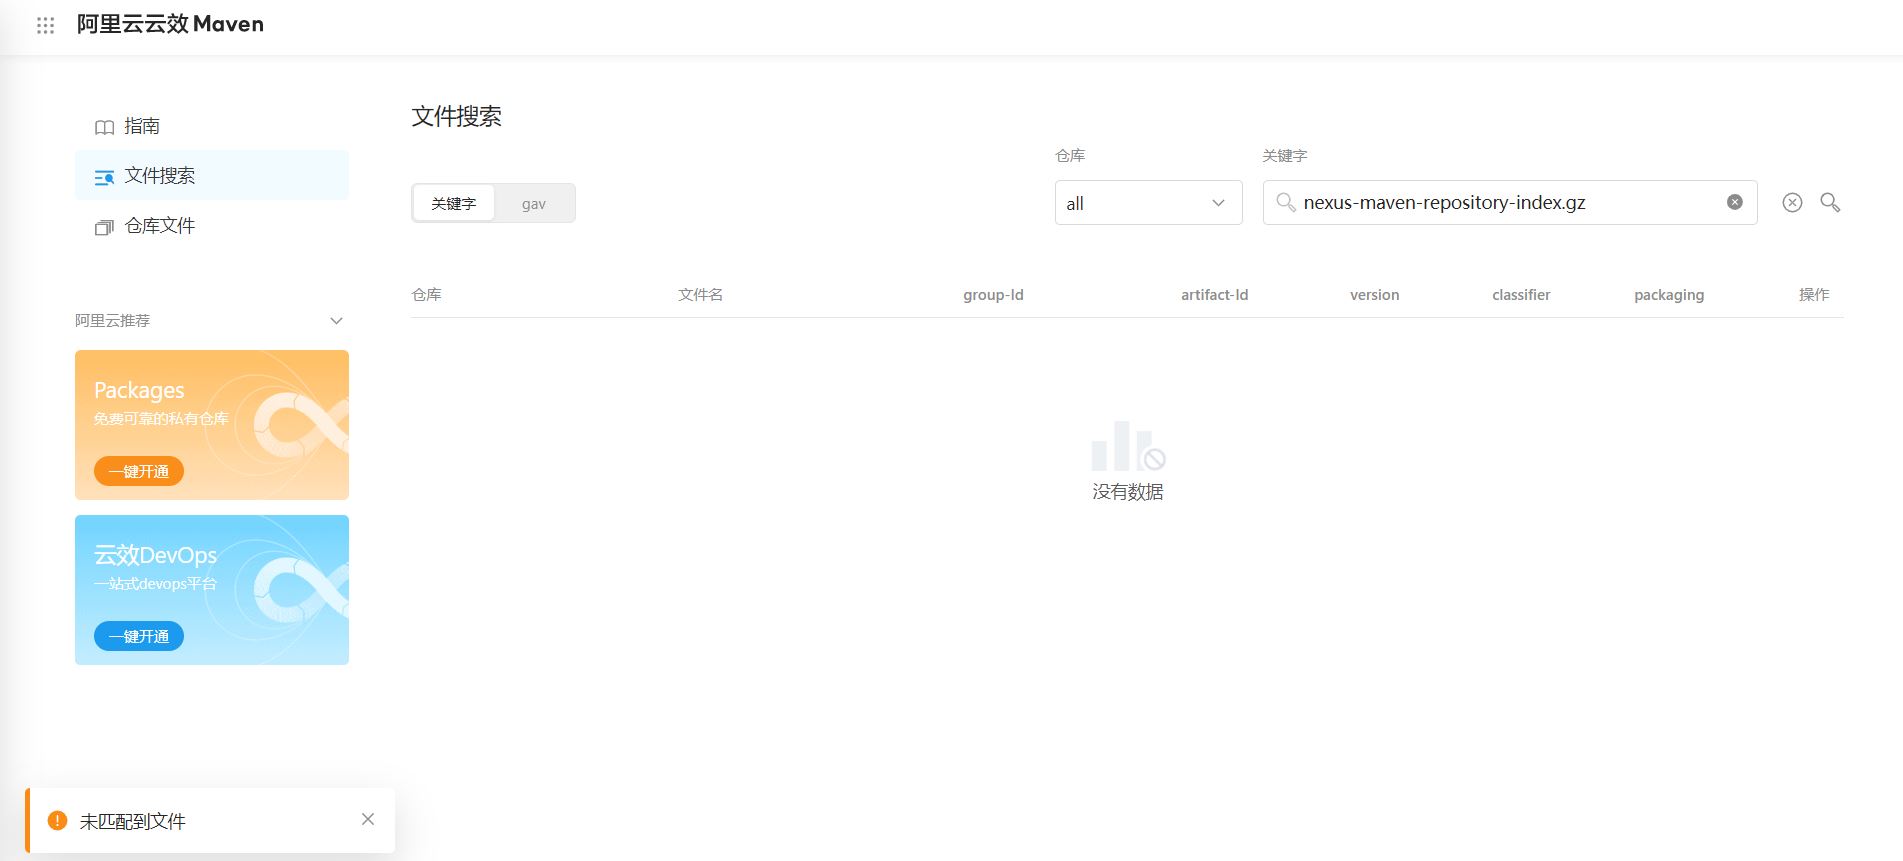 阿里云云效 Maven
指南
文件搜索
仓库文件
阿里云推荐
Packages
免费可靠的私有仓库
一键开通
云效DevOps
一站式devops平台
一键开通
文件搜索
仓库 关键字
关键字 gav all nexus-maven-repository-index.gz
仓库 文件名 group-Id artifact-Id version classifier packaging 操作
没有数据
未匹配到文件